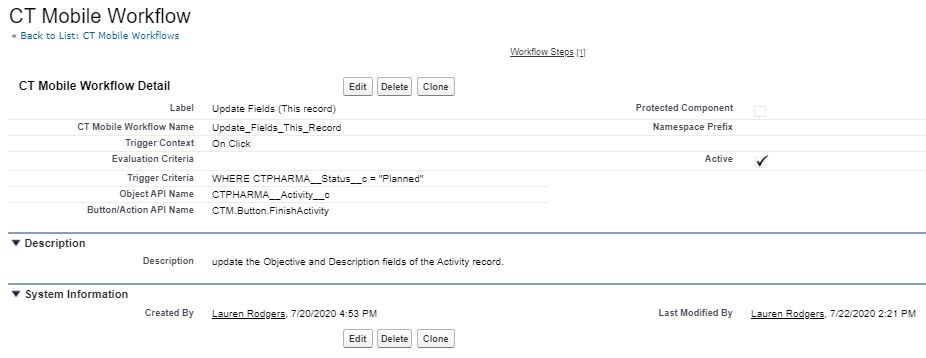 CT Mobile Workflow
« Back to List: CT Mobile Workflows
Workflow Steps [1]
CT Mobile Workflow Detail Edit Delete Clone
Label Update Fields (This record) Protected Component
CT Mobile Workflow Name Update_Fields_This_Record Namespace Prefix
Trigger Context On Click
Evaluation Criteria Active
Trigger Criteria WHERE CTPHARMA__Status__c = "Planned"
Object API Name CTPHARMA__Activity__c
Button/Action API Name CTM.Button.FinishActivity
Description
Description update the Objective and Description fields of the Activity record.
System Information
Created By Lauren Rodgers, 7/20/2020 4:53 PM Last Modified By Lauren Rodgers, 7/22/2020 2:21 PM
Edit Delete Clone